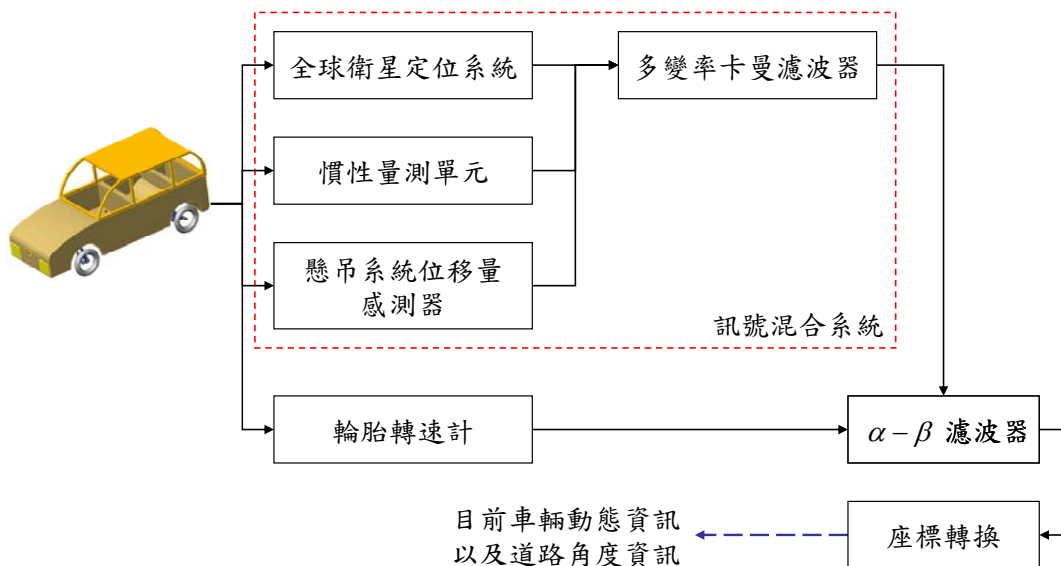 全球衛星定位系統
多變率卡曼濾波器
慣性量測單元
懸吊系統位移量
感測器
訊號混合系統
輪胎轉速計
α – β 濾波器
目前車輛動態資訊
以及道路角度資訊
座標轉換